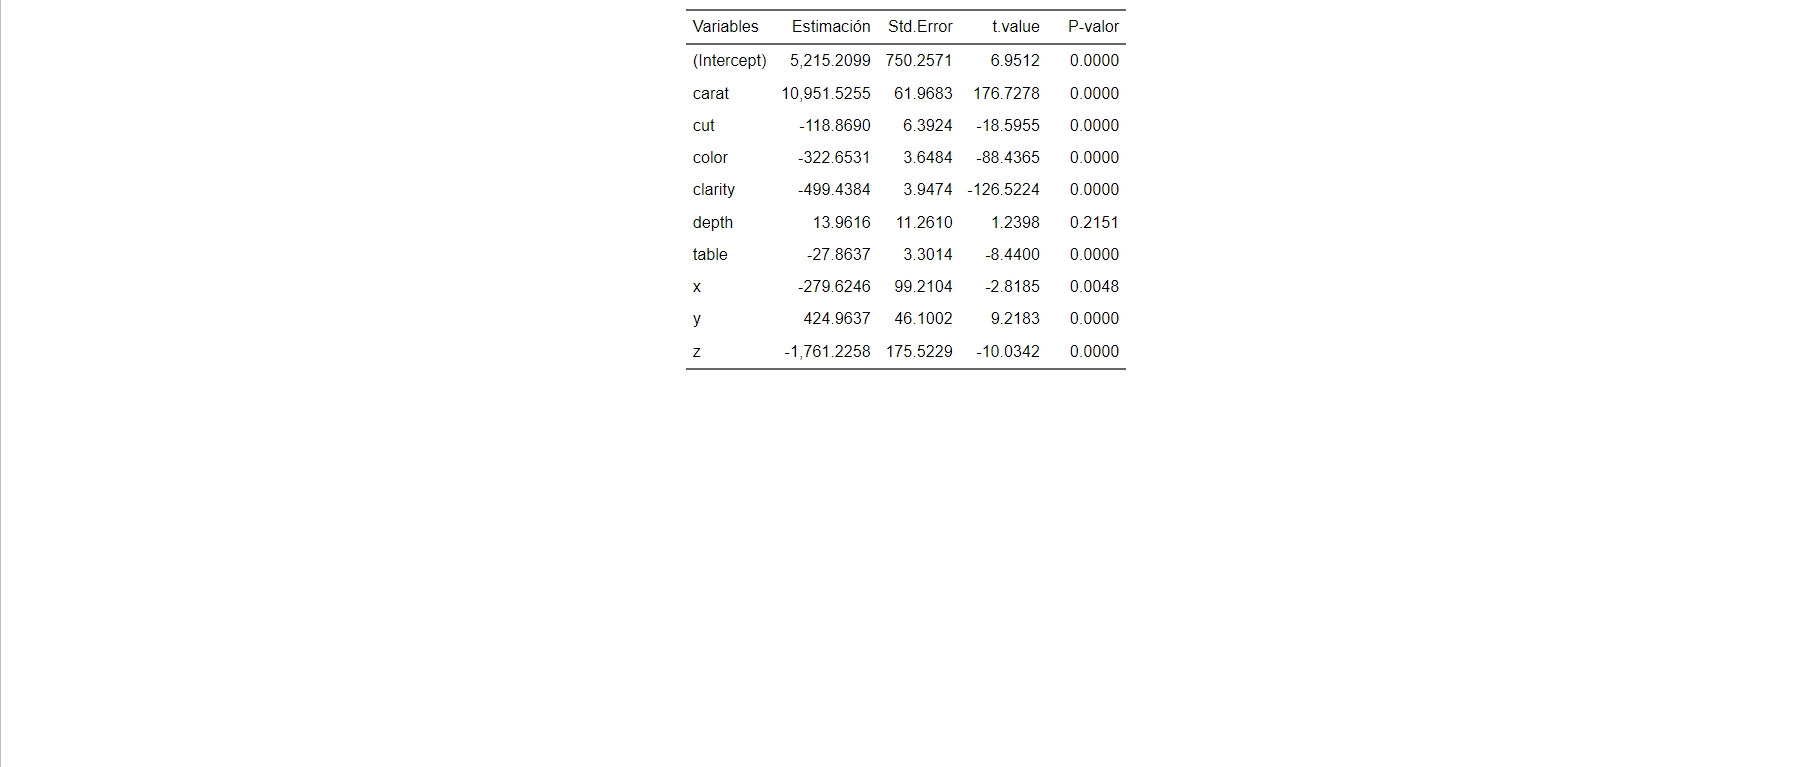 Variables Estimación Std.Error t.value P-valor
(Intercept) 5,215.2099 750.2571 6.9512 0.0000
carat 10,951.5255 61.9683 176.7278 0.0000
cut -118.8690 6.3924 -18.5955 0.0000
color -322.6531 3.6484 -88.4365 0.0000
clarity -499.4384 3.9474 -126.5224 0.0000
depth 13.9616 11.2610 1.2398 0.2151
table -27.8637 3.3014 -8.4400 0.0000
x -279.6246 99.2104 -2.8185 0.0048
y 424.9637 46.1002 9.2183 0.0000
z -1,761.2258 175.5229 -10.0342 0.0000